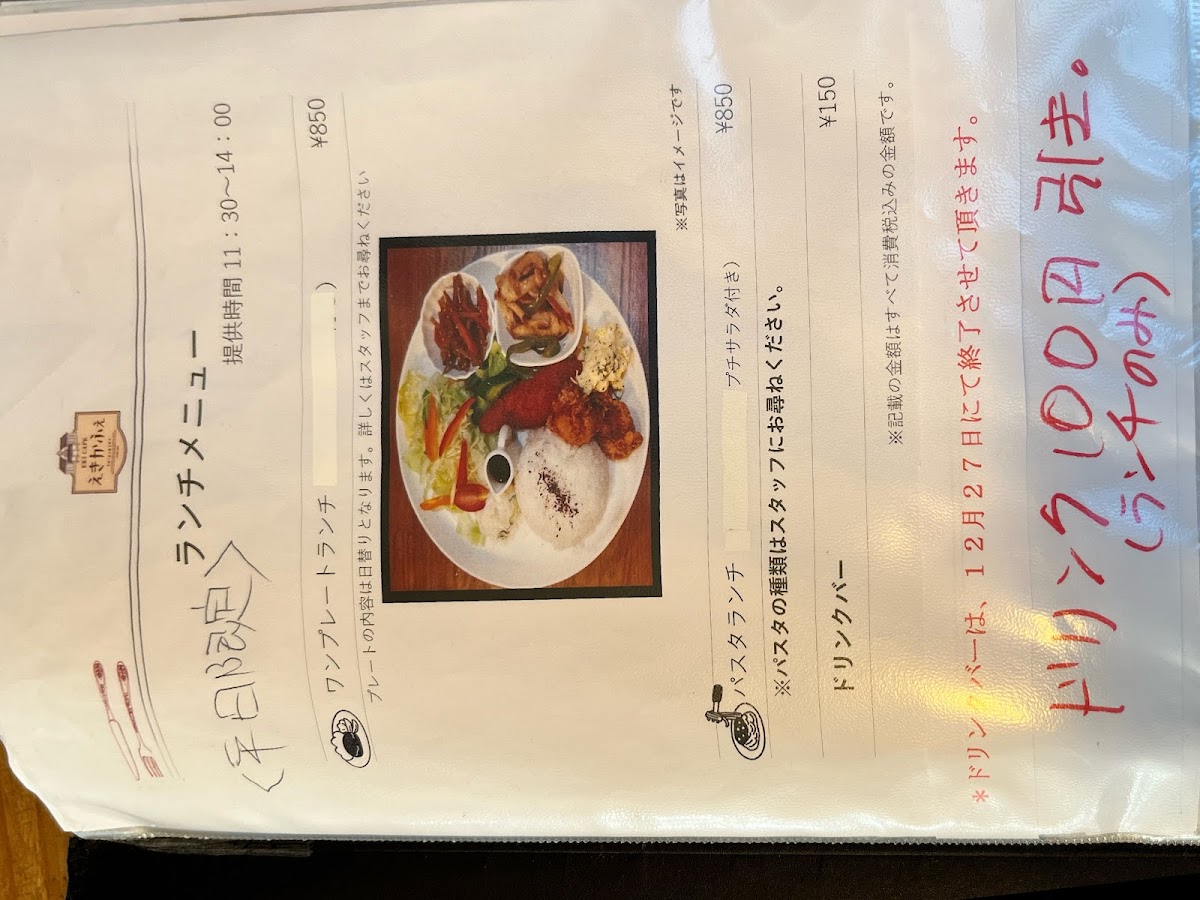 えきかふぇ
ランチメニュー
<平日限定>
提供時間 11：30～14：00
ワンプレートランチ ) ¥850
プレートの内容は日替りとなります。詳しくはスタッフまでお尋ねください
※写真はイメージです
パスタランチ プチサラダ付き） ¥850
※パスタの種類はスタッフにお尋ねください。
ドリンクバー ¥150
※記載の金額はすべて消費税込みの金額です。
*ドリンクバーは、１２月２７日にて終了させて頂きます。
ドリンク100円引き。
(ランチのみ)